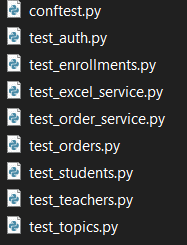 conftest.py
test_auth.py
test_enrollments.py
test_excel_service.py
test_order_service.py
test_orders.py
test_students.py
test_teachers.py
test_topics.py